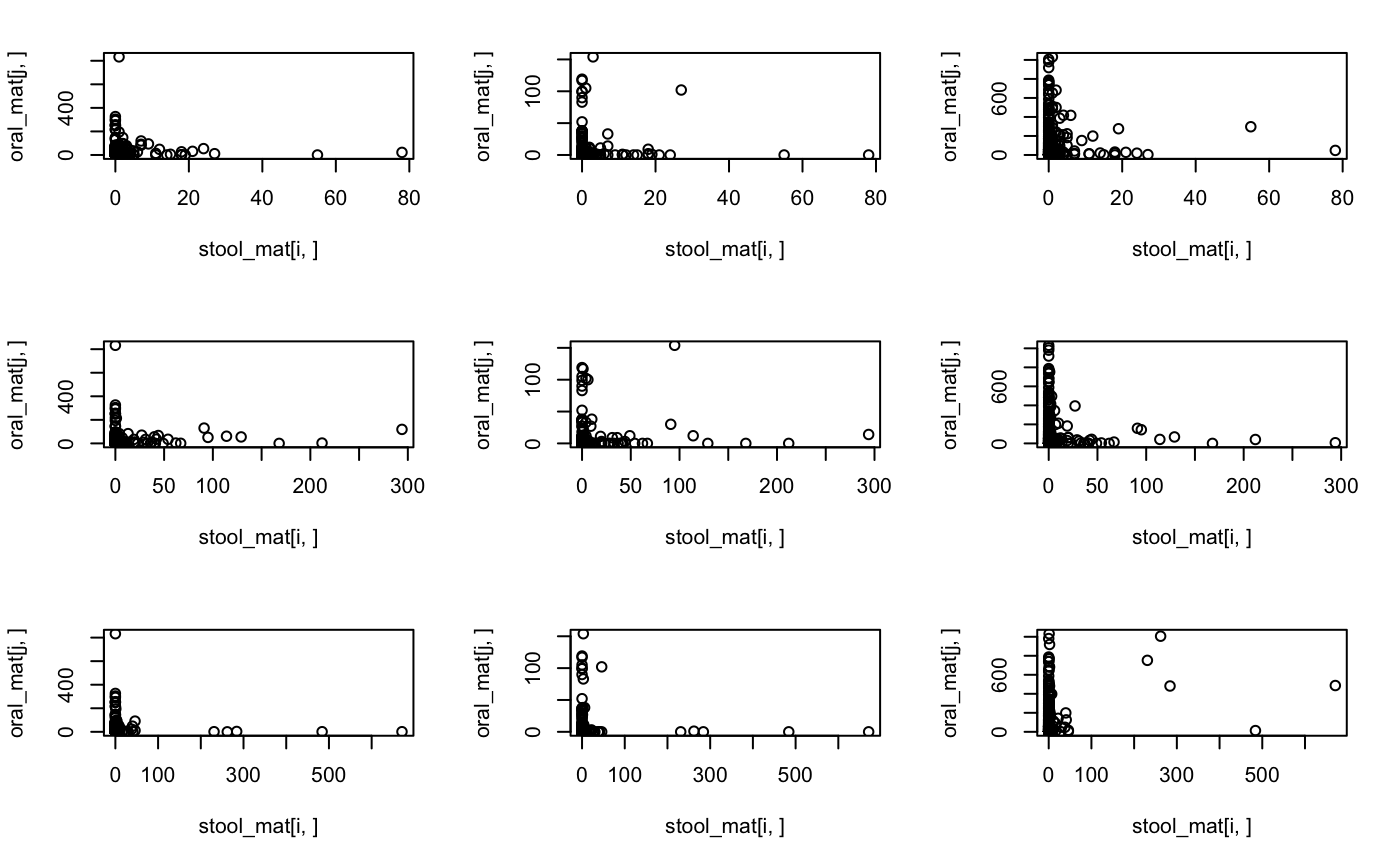 oral_mat[j, ] 0 400 0 20 40 60 80 stool_mat[i, ]
oral_mat[j, ] 0 100 0 20 40 60 80 stool_mat[i, ]
oral_mat[j, ] 0 600 0 20 40 60 80 stool_mat[i, ]
oral_mat[j, ] 0 400 0 50 100 200 300 stool_mat[i, ]
oral_mat[j, ] 0 100 0 50 100 200 300 stool_mat[i, ]
oral_mat[j, ] 0 600 0 50 100 200 300 stool_mat[i, ]
oral_mat[j, ] 0 400 0 100 300 500 stool_mat[i, ]
oral_mat[j, ] 0 100 0 100 300 500 stool_mat[i, ]
oral_mat[j, ] 0 600 0 100 300 500 stool_mat[i, ]